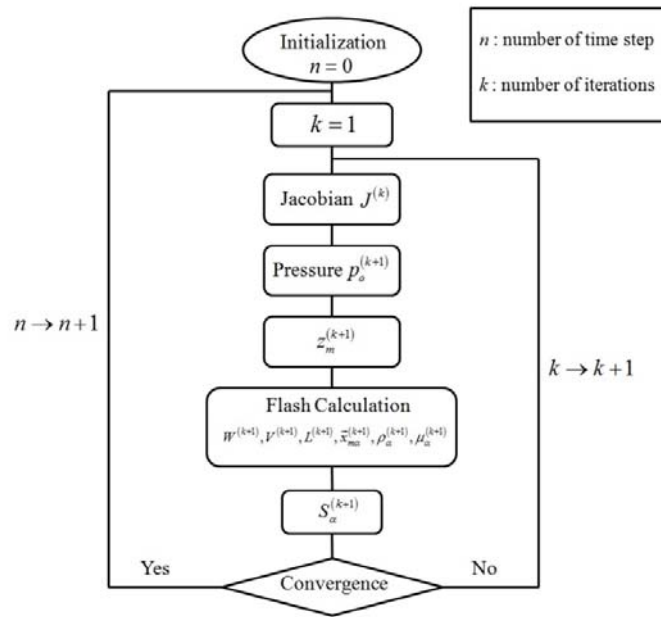 Initialization
n = 0
n : number of time step
k : number of iterations
k = 1
Jacobian J^(k)
Pressure p_o^(k+1)
n → n+1
z_m^(k+1)
k → k+1
Flash Calculation
W^(k+1), V^(k+1), L^(k+1), x̄_mα^(k+1), ρ_α^(k+1), μ_α^(k+1)
S_α^(k+1)
Yes
Convergence
No